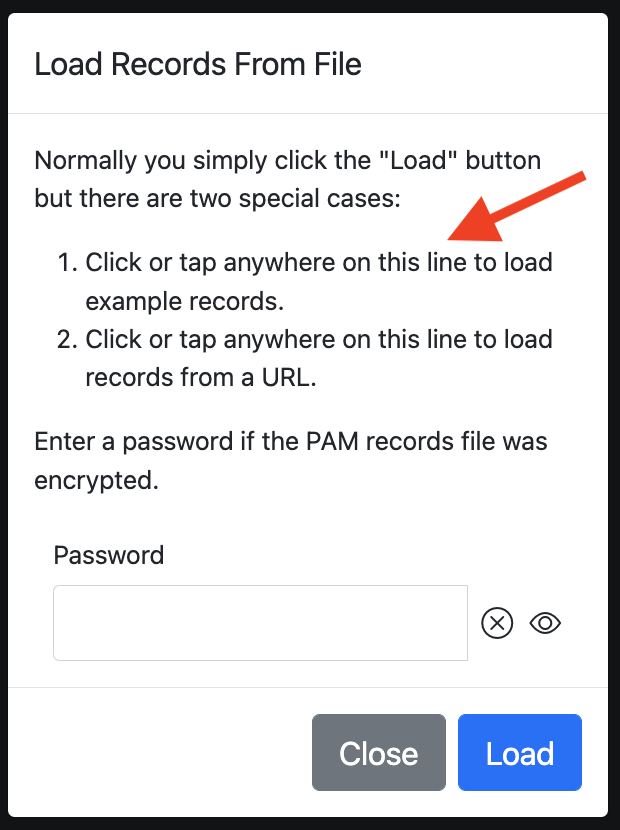 Load Records From File
Normally you simply click the "Load" button
but there are two special cases:
1. Click or tap anywhere on this line to load
example records.
2. Click or tap anywhere on this line to load
records from a URL.
Enter a password if the PAM records file was
encrypted.
Password
Close
Load